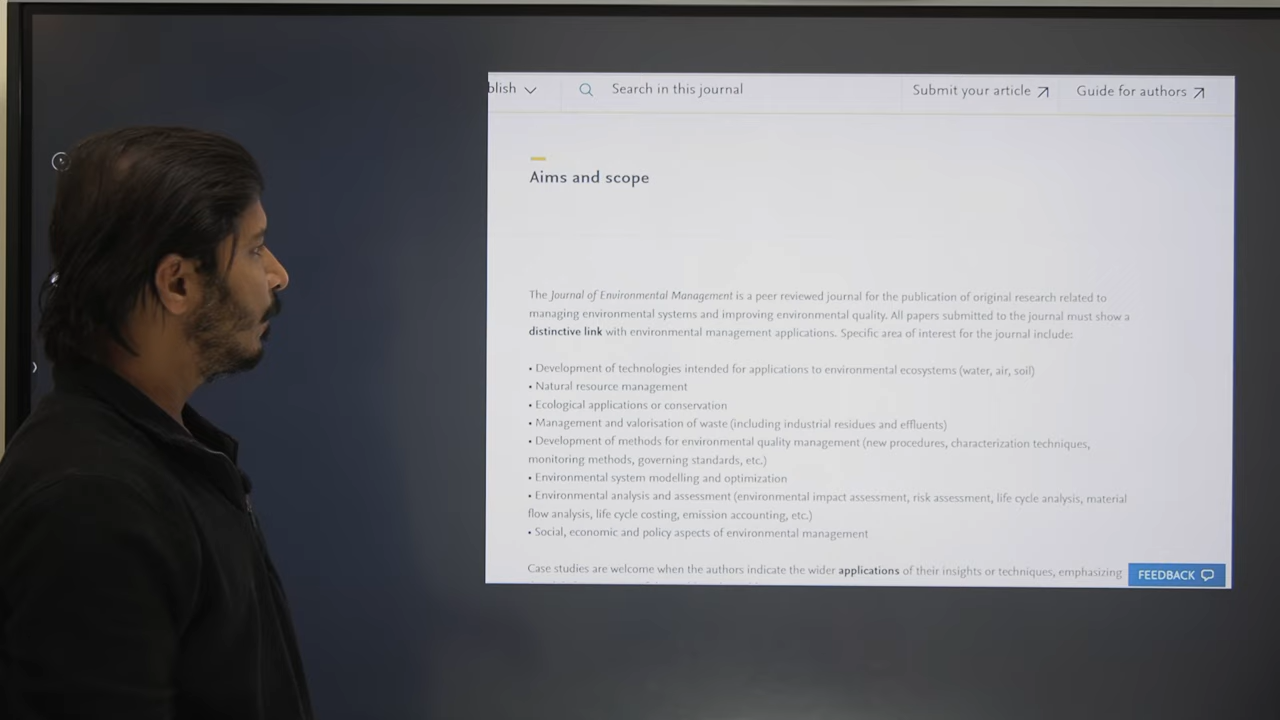 blish
Search in this journal
Submit your article
Guide for authors
Aims and scope
The Journal of Environmental Management is a peer reviewed journal for the publication of original research related to
managing environmental systems and improving environmental quality. All papers submitted to the journal must show a
distinctive link with environmental management applications. Specific area of interest for the journal include:
• Development of technologies intended for applications to environmental ecosystems (water, air, soil)
• Natural resource management
• Ecological applications or conservation
• Management and valorisation of waste (including industrial residues and effluents)
• Development of methods for environmental quality management (new procedures, characterization techniques,
monitoring methods, governing standards, etc.)
• Environmental system modelling and optimization
• Environmental analysis and assessment (environmental impact assessment, risk assessment, life cycle analysis, material
flow analysis, life cycle costing, emission accounting, etc.)
• Social, economic and policy aspects of environmental management
Case studies are welcome when the authors indicate the wider applications of their insights or techniques, emphasizing
FEEDBACK